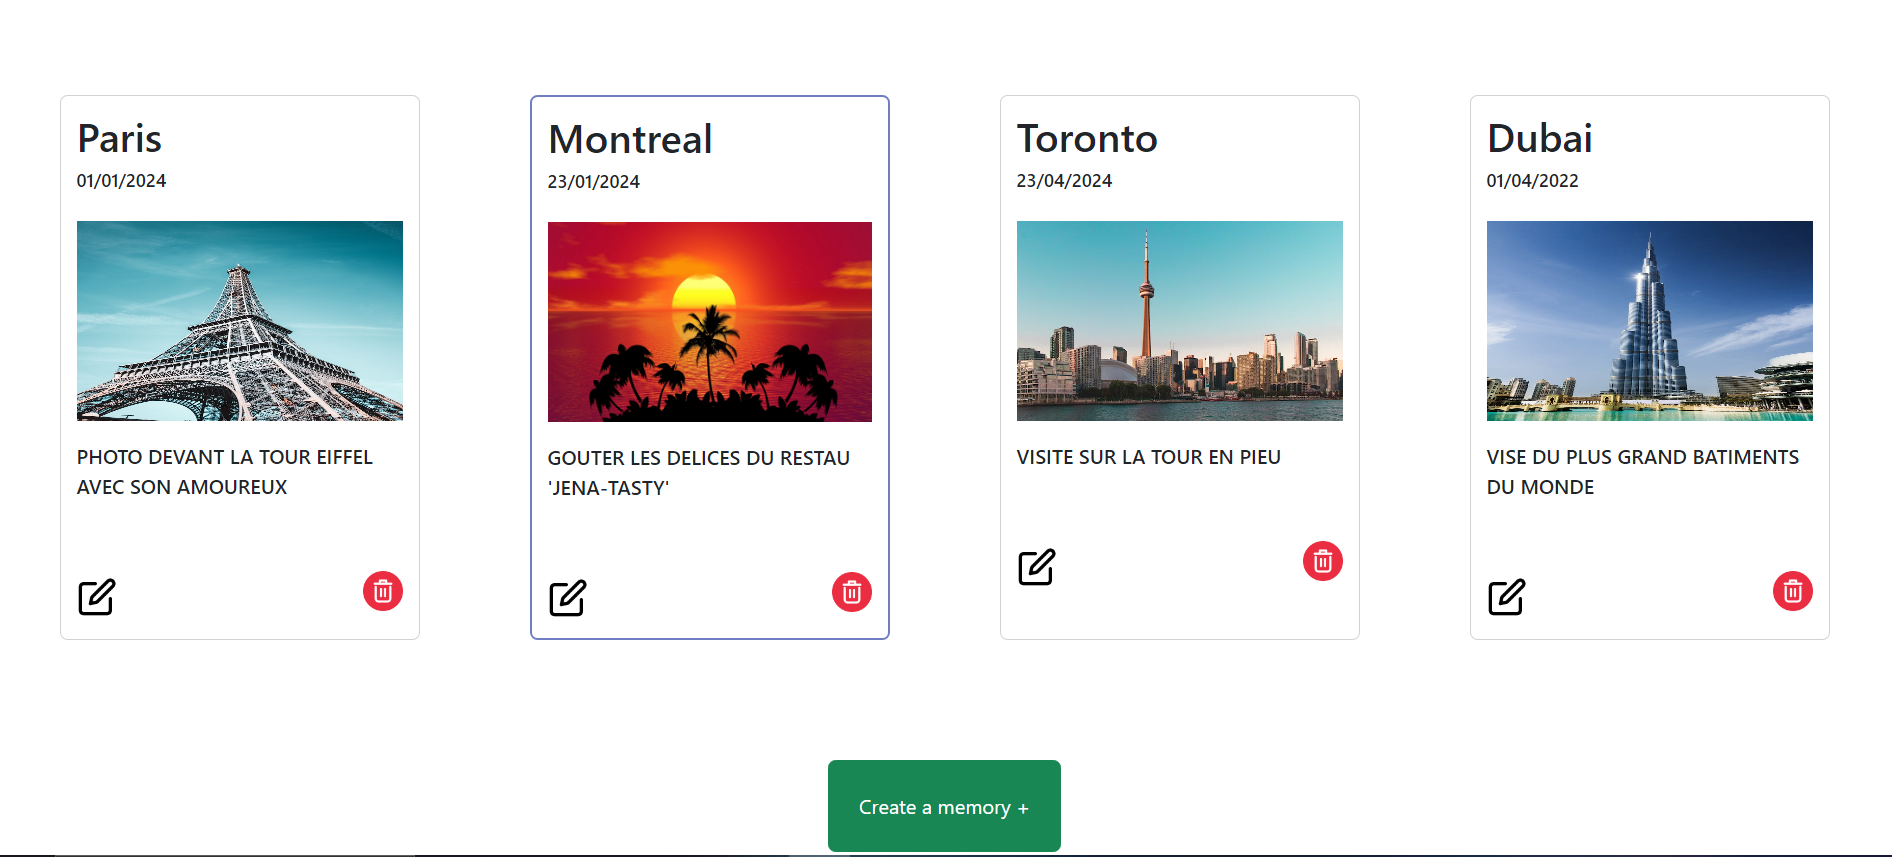 Paris
01/01/2024
PHOTO DEVANT LA TOUR EIFFEL
AVEC SON AMOUREUX
Montreal
23/01/2024
GOUTER LES DELICES DU RESTAU
'JENA-TASTY'
Toronto
23/04/2024
VISITE SUR LA TOUR EN PIEU
Dubai
01/04/2022
VISE DU PLUS GRAND BATIMENTS
DU MONDE
Create a memory +